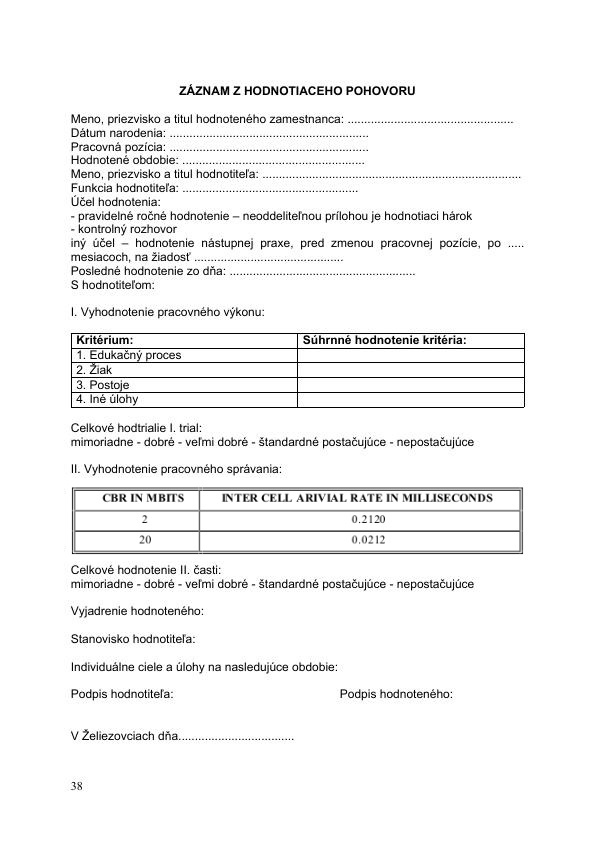 ZÁZNAM Z HODNOTIACEHO POHOVORU
Meno, priezvisko a titul hodnoteného zamestnanca: ..................................................
Dátum narodenia: ............................................................
Pracovná pozícia: ............................................................
Hodnotené obdobie: .......................................................
Meno, priezvisko a titul hodnotiteľa: ..............................................................................
Funkcia hodnotiteľa: .....................................................
Účel hodnotenia:
- pravidelné ročné hodnotenie – neoddeliteľnou prílohou je hodnotiaci hárok
- kontrolný rozhovor
iný účel – hodnotenie nástupnej praxe, pred zmenou pracovnej pozície, po .....
mesiacoch, na žiadosť .............................................
Posledné hodnotenie zo dňa: ........................................................
S hodnotiteľom:
I. Vyhodnotenie pracovného výkonu:
Kritérium: Súhrnné hodnotenie kritéria:
1. Edukačný proces
2. Žiak
3. Postoje
4. Iné úlohy
Celkové hodtrialie I. trial:
mimoriadne - dobré - veľmi dobré - štandardné postačujúce - nepostačujúce
II. Vyhodnotenie pracovného správania:
CBR IN MBITS INTER CELL ARIVIAL RATE IN MILLISECONDS
2 0.2120
20 0.0212
Celkové hodnotenie II. časti:
mimoriadne - dobré - veľmi dobré - štandardné postačujúce - nepostačujúce
Vyjadrenie hodnoteného:
Stanovisko hodnotiteľa:
Individuálne ciele a úlohy na nasledujúce obdobie:
Podpis hodnotiteľa: Podpis hodnoteného:
V Želiezovciach dňa...................................
38